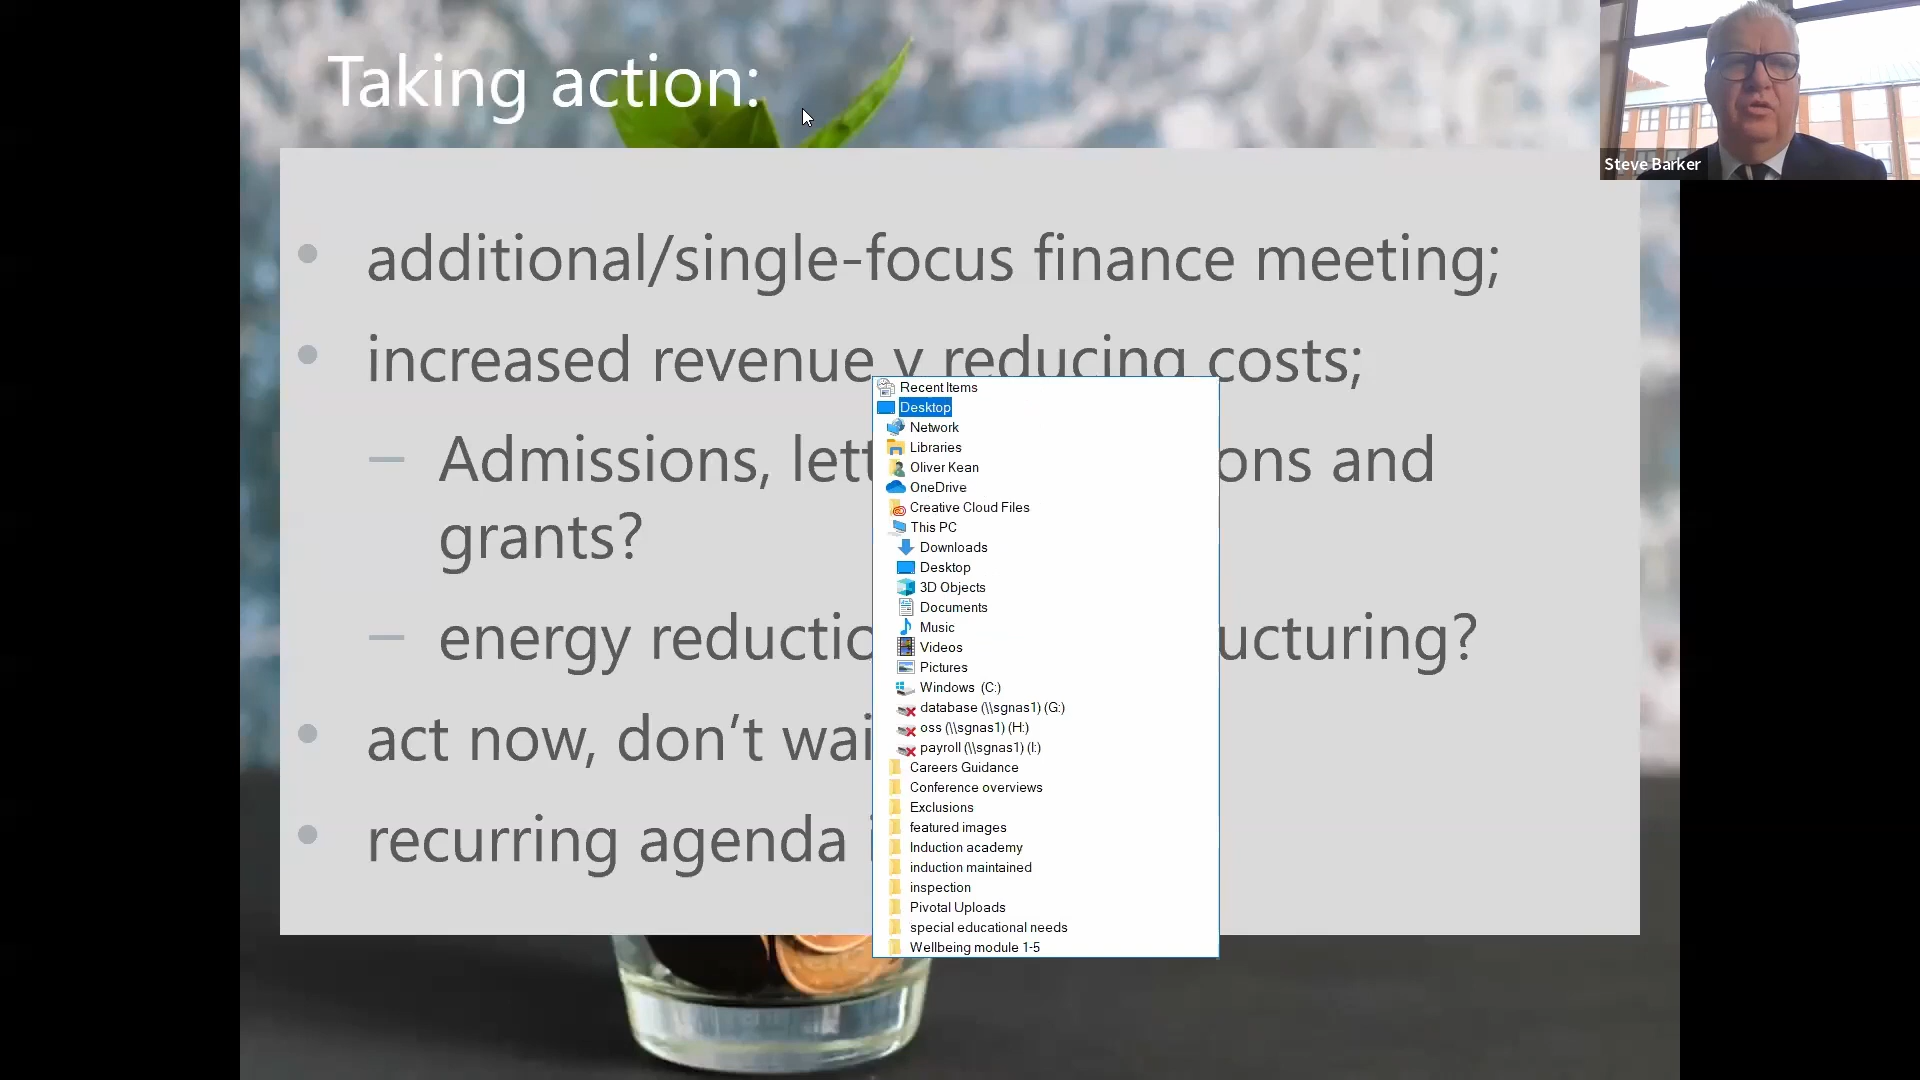 Taking action:
Steve Barker
additional/single-focus finance meeting;
increased revenue v reducing costs;
Admissions, ons and
grants?
energy ucturing?
act now, don’t
recurring agenda
Recent Items
Desktop
Network
Libraries
Oliver Kean
OneDrive
Creative Cloud Files
This PC
Downloads
Desktop
3D Objects
Documents
Music
Videos
Pictures
Windows (C:)
database (\\sgnas1) (G:)
oss (\\sgnas1) (H:)
payroll (\\sgnas1) (I:)
Careers Guidance
Conference overviews
Exclusions
featured images
Induction academy
induction maintained
inspection
Pivotal Uploads
special educational needs
Wellbeing module 1-5